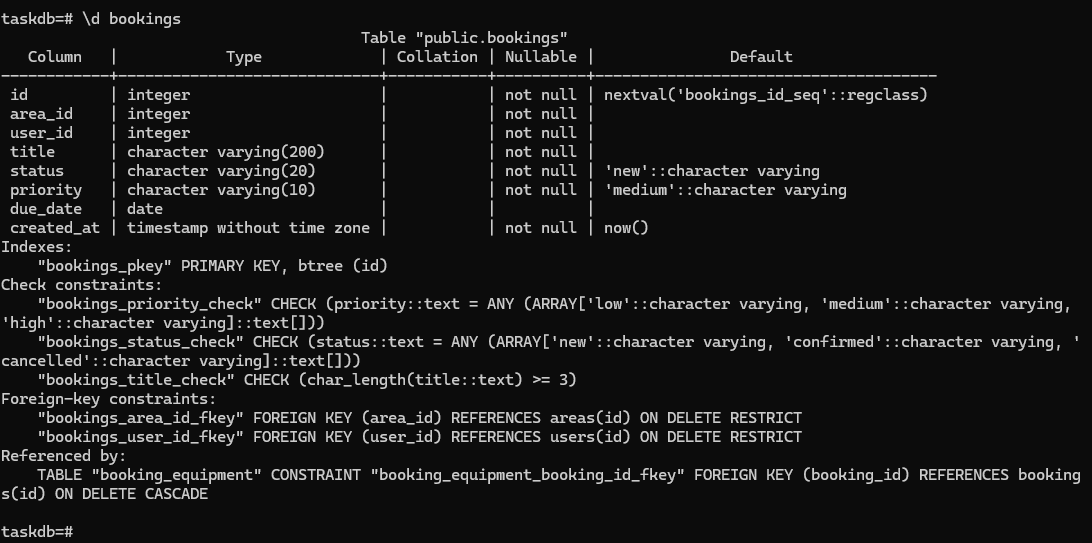 taskdb=# \d bookings
                                       Table "public.bookings"
   Column   |            Type             | Collation | Nullable |               Default
------------+-----------------------------+-----------+----------+--------------------------------------
 id         | integer                     |           | not null | nextval('bookings_id_seq'::regclass)
 area_id    | integer                     |           | not null |
 user_id    | integer                     |           | not null |
 title      | character varying(200)      |           | not null |
 status     | character varying(20)       |           | not null | 'new'::character varying
 priority   | character varying(10)       |           | not null | 'medium'::character varying
 due_date   | date                        |           |          |
 created_at | timestamp without time zone |           | not null | now()
Indexes:
    "bookings_pkey" PRIMARY KEY, btree (id)
Check constraints:
    "bookings_priority_check" CHECK (priority::text = ANY (ARRAY['low'::character varying, 'medium'::character varying,
'high'::character varying]::text[]))
    "bookings_status_check" CHECK (status::text = ANY (ARRAY['new'::character varying, 'confirmed'::character varying, '
cancelled'::character varying]::text[]))
    "bookings_title_check" CHECK (char_length(title::text) >= 3)
Foreign-key constraints:
    "bookings_area_id_fkey" FOREIGN KEY (area_id) REFERENCES areas(id) ON DELETE RESTRICT
    "bookings_user_id_fkey" FOREIGN KEY (user_id) REFERENCES users(id) ON DELETE RESTRICT
Referenced by:
    TABLE "booking_equipment" CONSTRAINT "booking_equipment_booking_id_fkey" FOREIGN KEY (booking_id) REFERENCES booking
s(id) ON DELETE CASCADE
taskdb=#